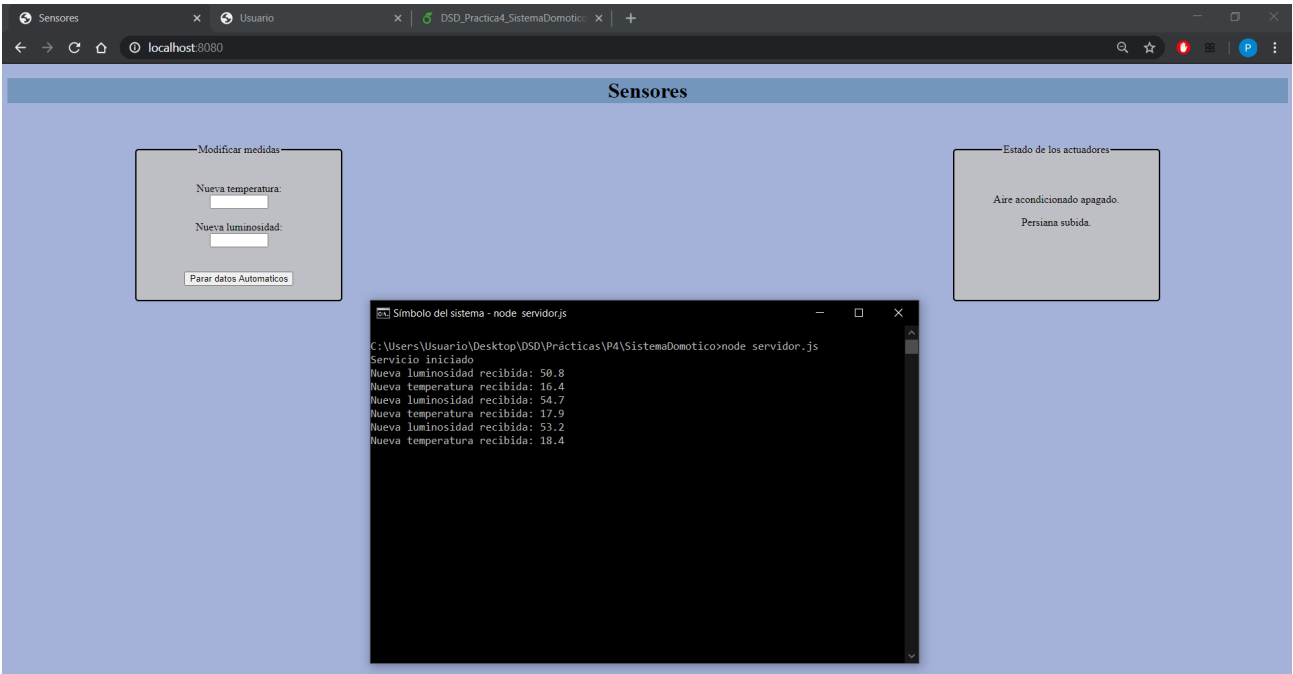 Sensores
Usuario
DSD_Practica4_SistemaDomotico
localhost:8080
P
Sensores
Modificar medidas
Nueva temperatura:
Nueva luminosidad:
Parar datos Automaticos
Estado de los actuadores
Aire acondicionado apagado.
Persiana subida.
Símbolo del sistema - node servidor.js
C:\Users\Usuario\Desktop\DSD\Prácticas\P4\SistemaDomotico>node servidor.js
Servicio iniciado
Nueva luminosidad recibida: 50.8
Nueva temperatura recibida: 16.4
Nueva luminosidad recibida: 54.7
Nueva temperatura recibida: 17.9
Nueva luminosidad recibida: 53.2
Nueva temperatura recibida: 18.4